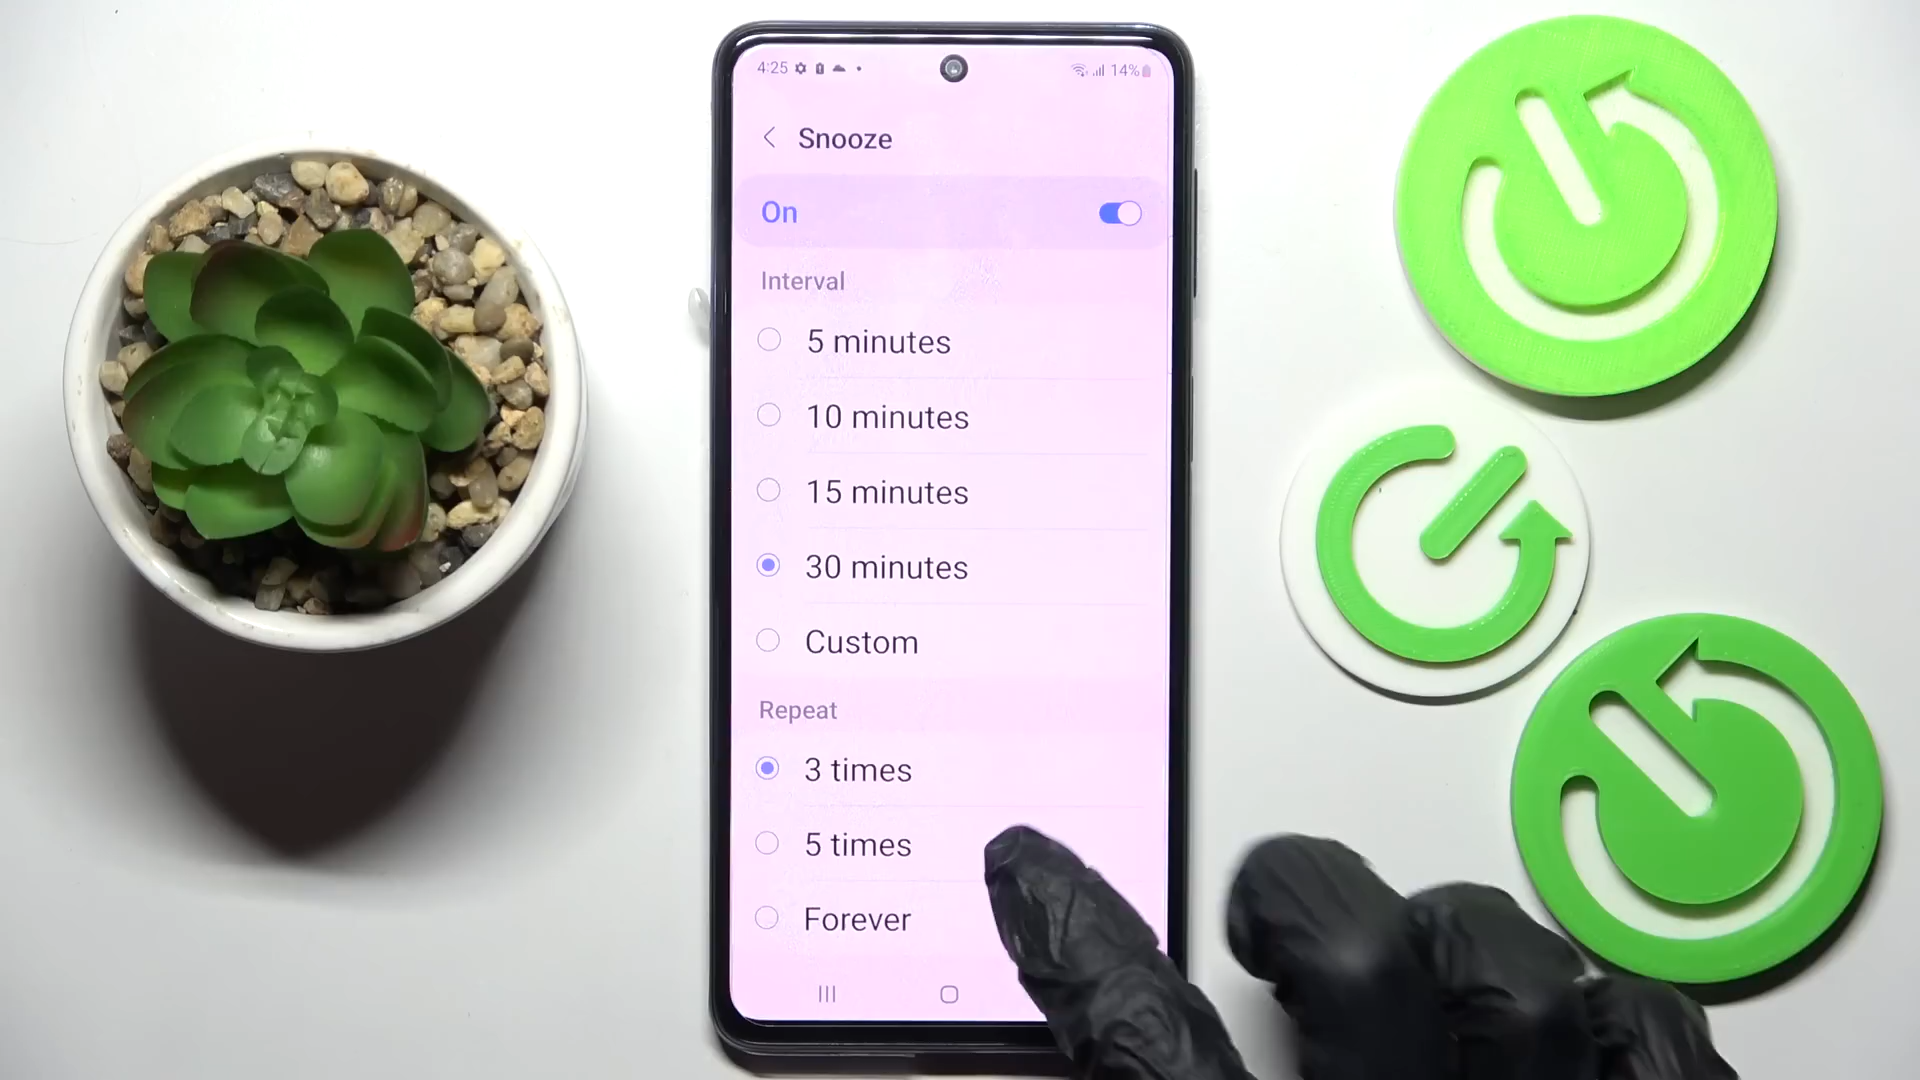 4:25 14%
Snooze
On
Interval
5 minutes
10 minutes
15 minutes
30 minutes
Custom
Repeat
3 times
5 times
Forever